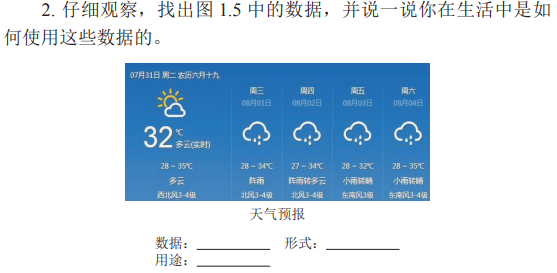 2. 仔细观察，找出图 1.5 中的数据，并说一说你在生活中是如
何使用这些数据的。
07月31日 周二 农历六月十九
周三 周四 周五 周六
08月01日 08月02日 08月03日 08月04日
32 ℃
多云(实时)
28 ~ 35℃ 28 ~ 34℃ 27 ~ 34℃ 28 ~ 32℃ 28 ~ 35℃
多云 阵雨 阵雨转多云 小雨转晴 小雨转晴
西北风3-4级 北风3-4级 北风3-4级 东南风3级 东南风3-4级
天气预报
数据：________ 形式：________
用途：________